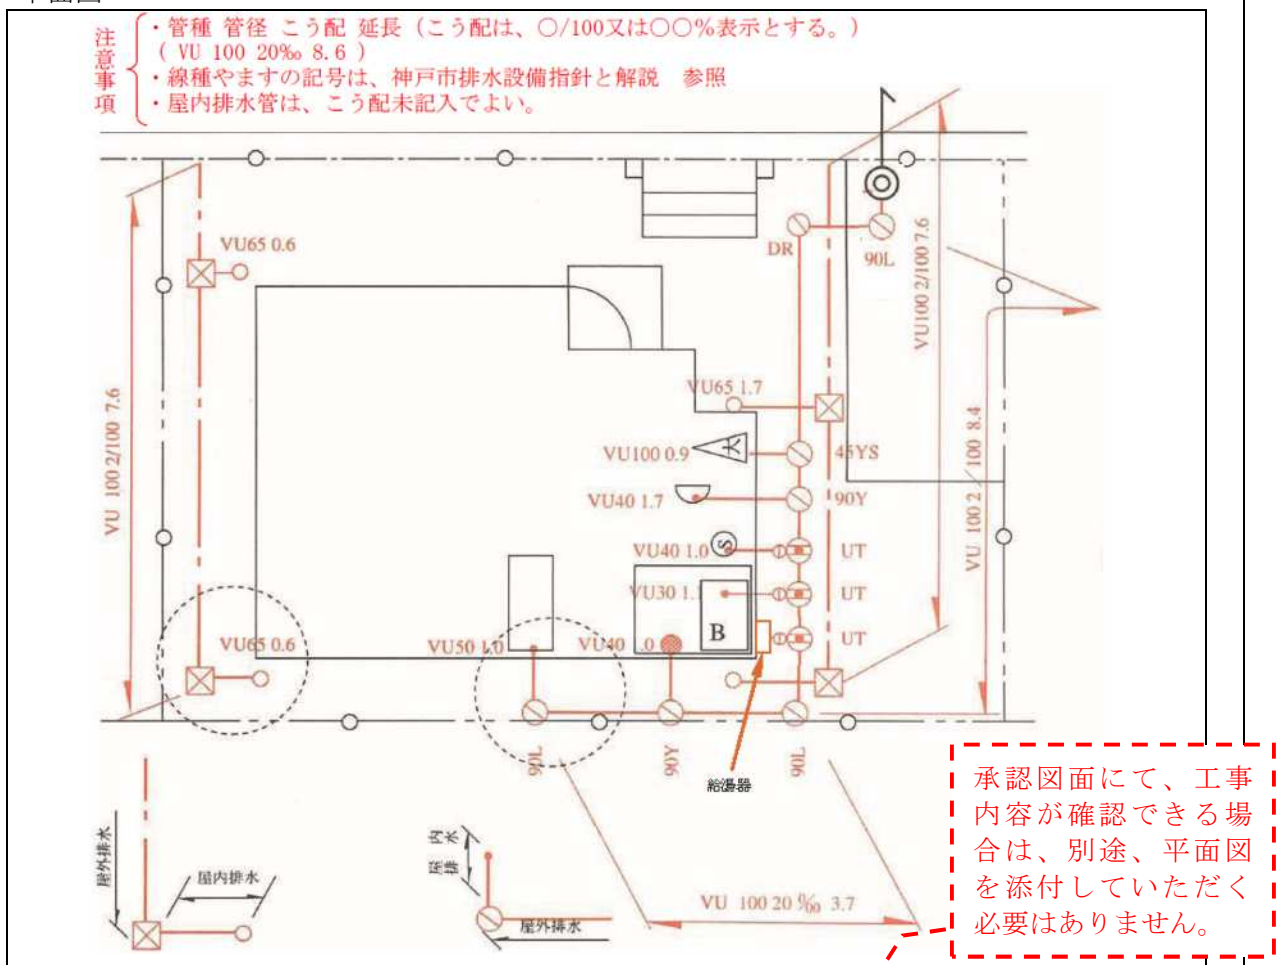 注意事項
・管種 管径 こう配 延長（こう配は、○/100又は○○%表示とする。）
( VU 100 20‰ 8.6 )
・線種やますの記号は、神戸市排水設備指針と解説　参照
・屋内排水管は、こう配未記入でよい。
VU65 0.6
DR
90L
VU100 2/100 7.6
VU65 1.7
VU 100 2/100 7.6
VU100 0.9
大
45YS
VU 100 2/100 8.4
VU40 1.7
90Y
VU40 1.0
S
UT
VU30 1.
UT
B
VU65 0.6
VU50 1.0
VU40
.0
UT
90L
90Y
90L
給湯器
承認図面にて、工事
内容が確認できる場
合は、別途、平面図
を添付していただく
必要はありません。
屋外排水
屋内排水
屋内
排水
屋外排水
VU 100 20 ‰ 3.7